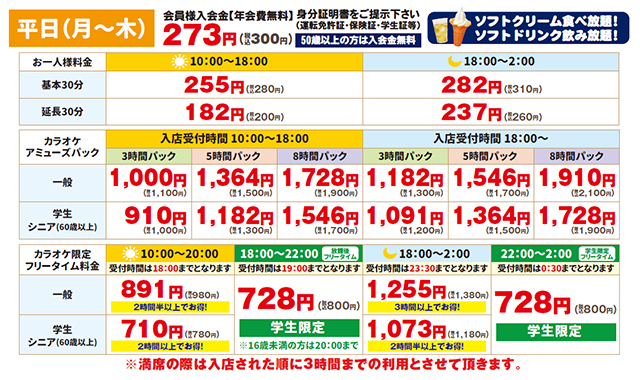 平日(月〜木)
会員様入会金【年会費無料】身分証明書をご提示下さい
273円(税込300円)
(運転免許証・保険証・学生証等)
50歳以上の方は入会金無料
ソフトクリーム食べ放題!
ソフトドリンク飲み放題!
お一人様料金 10:00〜18:00 18:00〜2:00
基本30分 255円(税込280円) 282円(税込310円)
延長30分 182円(税込200円) 237円(税込260円)
カラオケ
アミューズパック
入店受付時間 10:00〜18:00 入店受付時間 18:00〜
3時間パック 5時間パック 8時間パック 3時間パック 5時間パック 8時間パック
一般 1,000円(税込1,100円) 1,364円(税込1,500円) 1,728円(税込1,900円) 1,182円(税込1,300円) 1,546円(税込1,700円) 1,910円(税込2,100円)
学生
シニア(60歳以上)
910円(税込1,000円) 1,182円(税込1,300円) 1,546円(税込1,700円) 1,091円(税込1,200円) 1,364円(税込1,500円) 1,728円(税込1,900円)
カラオケ限定
フリータイム料金
10:00〜20:00 18:00〜22:00 放課後フリータイム 18:00〜2:00 22:00〜2:00 学生限定フリータイム
受付時間は18:00までとなります 受付時間は19:00までとなります 受付時間は23:30までとなります 受付時間は0:30までとなります
一般 891円(税込980円) 728円(税込800円) 1,255円(税込1,380円) 728円(税込800円)
2時間半以上でお得! 3時間以上でお得!
学生
シニア(60歳以上)
710円(税込780円) 学生限定 1,073円(税込1,180円) 学生限定
2時間以上でお得! ※16歳未満の方は20:00まで 2時間半以上でお得!
※満席の際は入店された順に3時間までの利用とさせて頂きます。